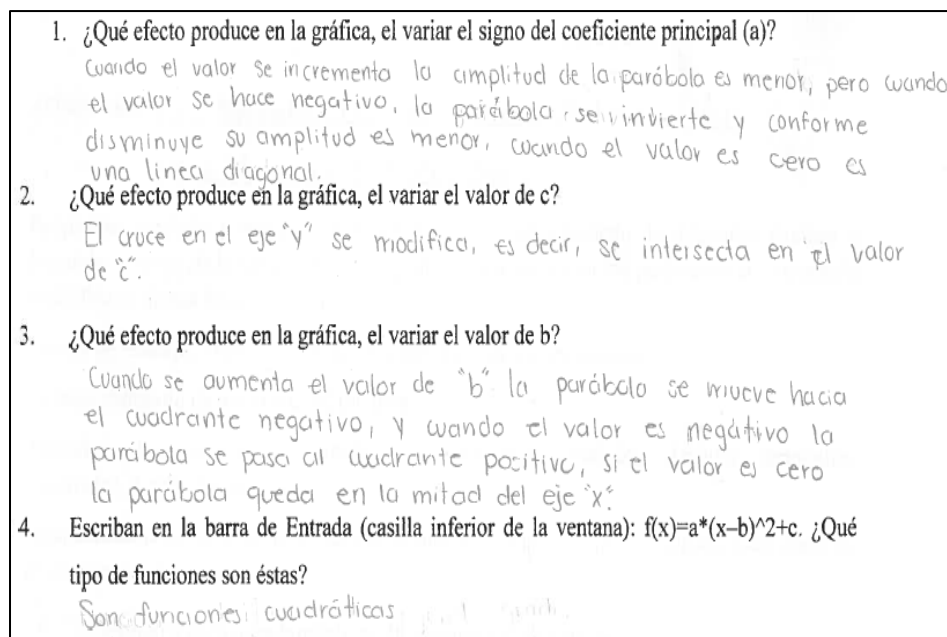 1. ¿Qué efecto produce en la gráfica, el variar el signo del coeficiente principal (a)?
Cuando el valor se incrementa la amplitud de la parábola es menor, pero cuando
el valor se hace negativo, la parábola se invierte y conforme
disminuye su amplitud es menor, cuando el valor es cero es
una linea diagonal.
2. ¿Qué efecto produce en la gráfica, el variar el valor de c?
El cruce en el eje "y" se modifica, es decir, se intersecta en el valor
de "c".
3. ¿Qué efecto produce en la gráfica, el variar el valor de b?
Cuando se aumenta el valor de "b" la parábola se mueve hacia
el cuadrante negativo, y cuando el valor es negativo la
parábola se pasa al cuadrante positivo, si el valor es cero
la parábola queda en la mitad del eje "x".
4. Escriban en la barra de Entrada (casilla inferior de la ventana): f(x)=a*(x–b)^2+c. ¿Qué
tipo de funciones son éstas?
Son funciones cuadráticas